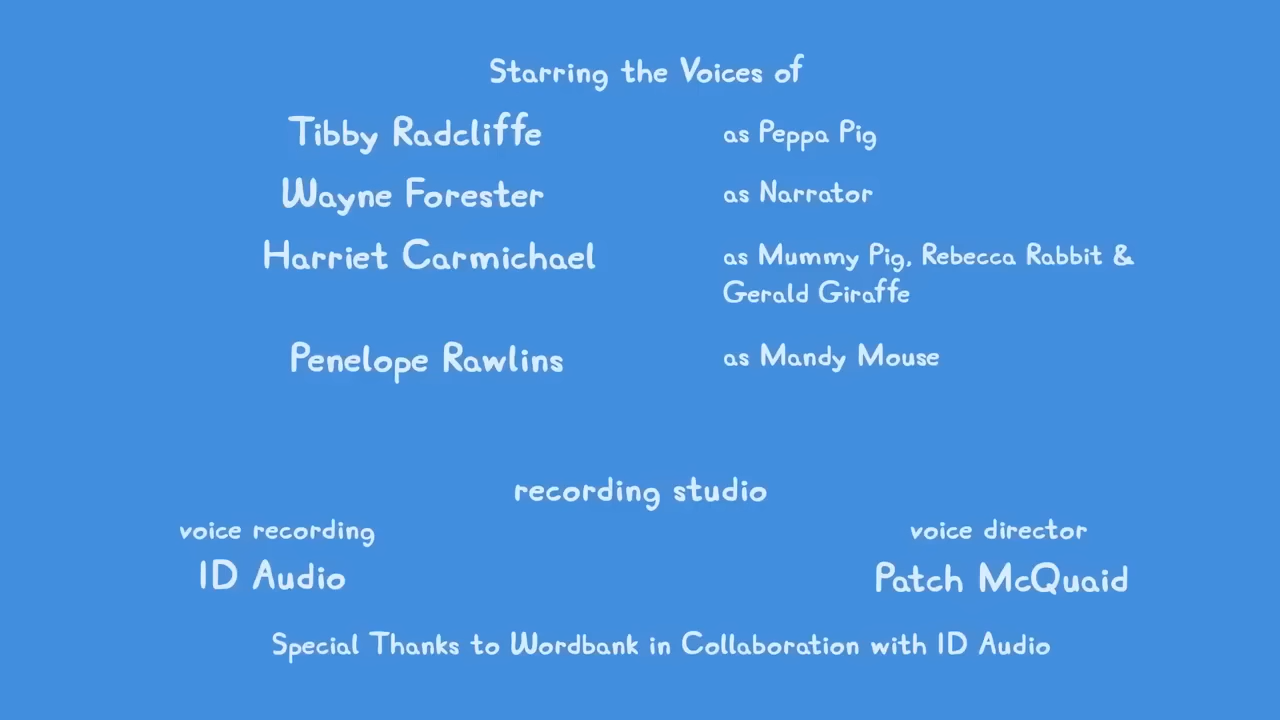 Starring the Voices of
Tibby Radcliffe as Peppa Pig
Wayne Forester as Narrator
Harriet Carmichael as Mummy Pig, Rebecca Rabbit &
Gerald Giraffe
Penelope Rawlins as Mandy Mouse
recording studio
voice recording voice director
ID Audio Patch McQuaid
Special Thanks to Wordbank in Collaboration with ID Audio